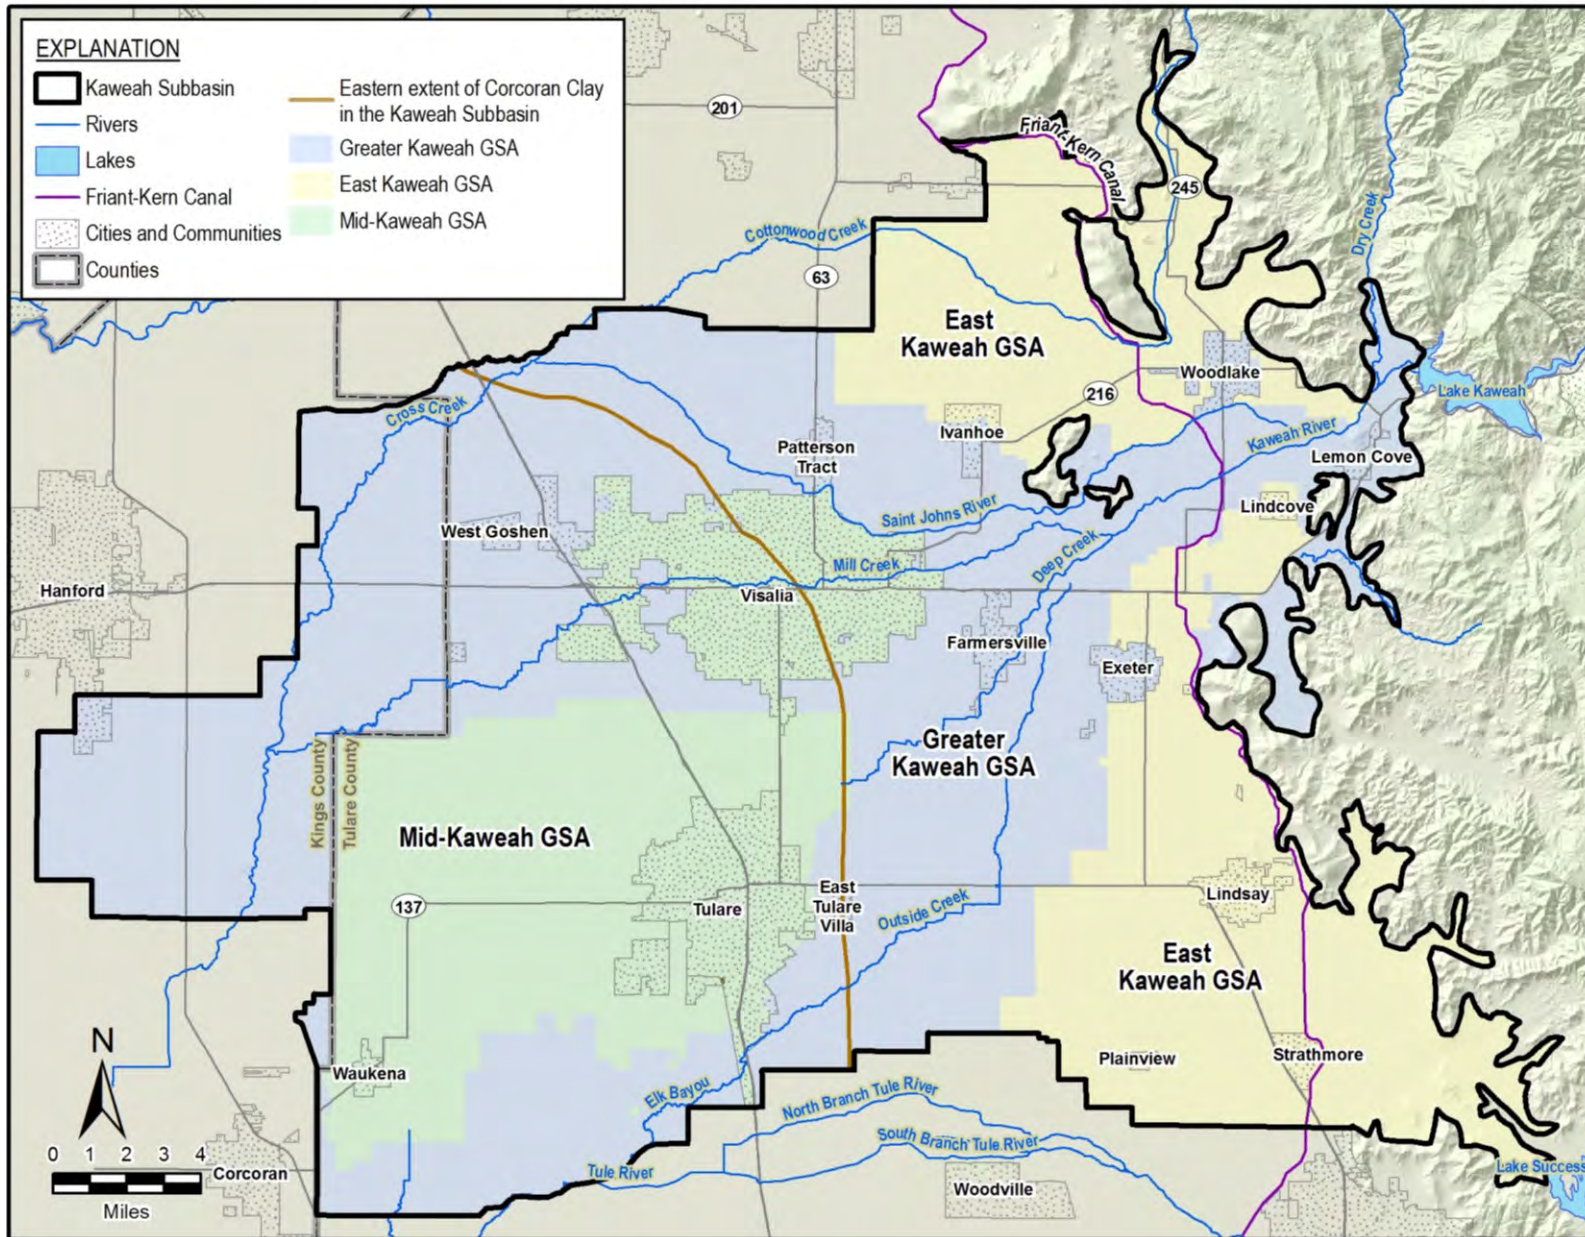 EXPLANATION
Kaweah Subbasin
Rivers
Lakes
Friant-Kern Canal
Cities and Communities
Counties
Eastern extent of Corcoran Clay
in the Kaweah Subbasin
Greater Kaweah GSA
East Kaweah GSA
Mid-Kaweah GSA
201
Friant-Kern Canal
245
Dry Creek
Cottonwood Creek
63
East
Kaweah GSA
Woodlake
Lake Kaweah
216
Cross Creek
Ivanhoe
Kaweah River
Patterson
Tract
Lemon Cove
Saint Johns River
Lindcove
West Goshen
Deep Creek
Mill Creek
Hanford
Visalia
Farmersville
Exeter
Greater
Kaweah GSA
Kings County
Tulare County
Mid-Kaweah GSA
137
Tulare
East
Tulare
Villa
Outside Creek
Lindsay
East
Kaweah GSA
N
Waukena
Plainview
Strathmore
Elk Bayou
North Branch Tule River
South Branch Tule River
0 1 2 3 4
Miles
Corcoran
Tule River
Woodville
Lake Success